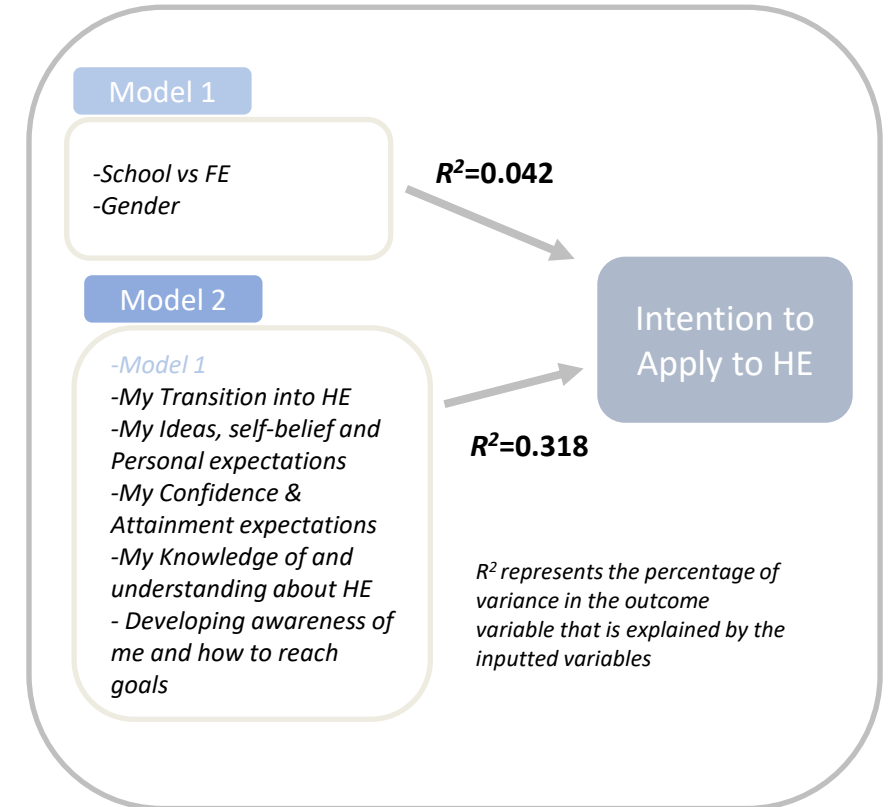 Model 1
-School vs FE
-Gender
R²=0.042
Model 2
-Model 1
-My Transition into HE
-My Ideas, self-belief and
Personal expectations
-My Confidence &
Attainment expectations
-My Knowledge of and
understanding about HE
- Developing awareness of
me and how to reach
goals
R²=0.318
Intention to
Apply to HE
R² represents the percentage of
variance in the outcome
variable that is explained by the
inputted variables